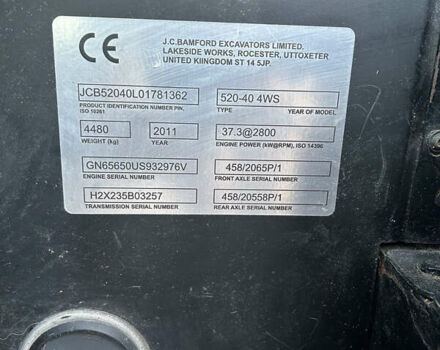 CE
J.C.BAMFORD EXCAVATORS LIMITED.
LAKESIDE WORKS, ROCESTER, UTTOXETER
UNITED KIINGDOM ST 14 5JP.
JCB52040L01781362
PRODUCT IDENTIFICATION NUMBER PIN,
ISO 10261
520-40 4WS
TYPE YEAR OF MODEL
4480
WEIGHT (kg)
2011
YEAR
37.3@2800
ENGINE POWER (kW@RPM), ISO 14396
GN65650US932976V
ENGINE SERIAL NUMBER
458/2065P/1
FRONT AXLE SERIAL NUMBER
H2X235B03257
TRANSMISSION SERIAL NUMBER
458/20558P/1
REAR AXLE SERIAL NUMBER